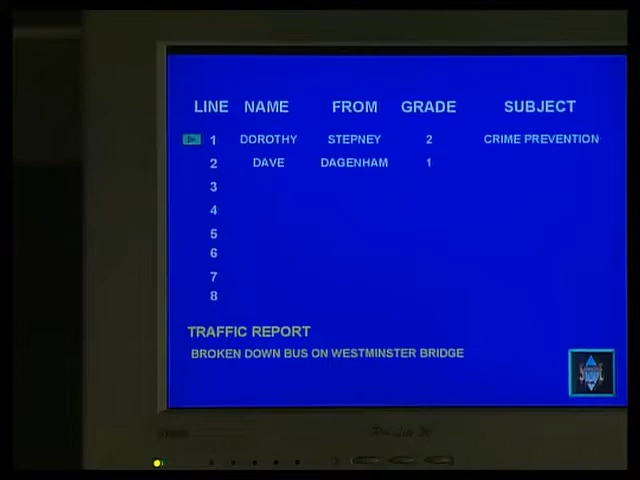 LINE NAME FROM GRADE SUBJECT
1 DOROTHY STEPNEY 2 CRIME PREVENTION
2 DAVE DAGENHAM 1
3
4
5
6
7
8
TRAFFIC REPORT
BROKEN DOWN BUS ON WESTMINSTER BRIDGE